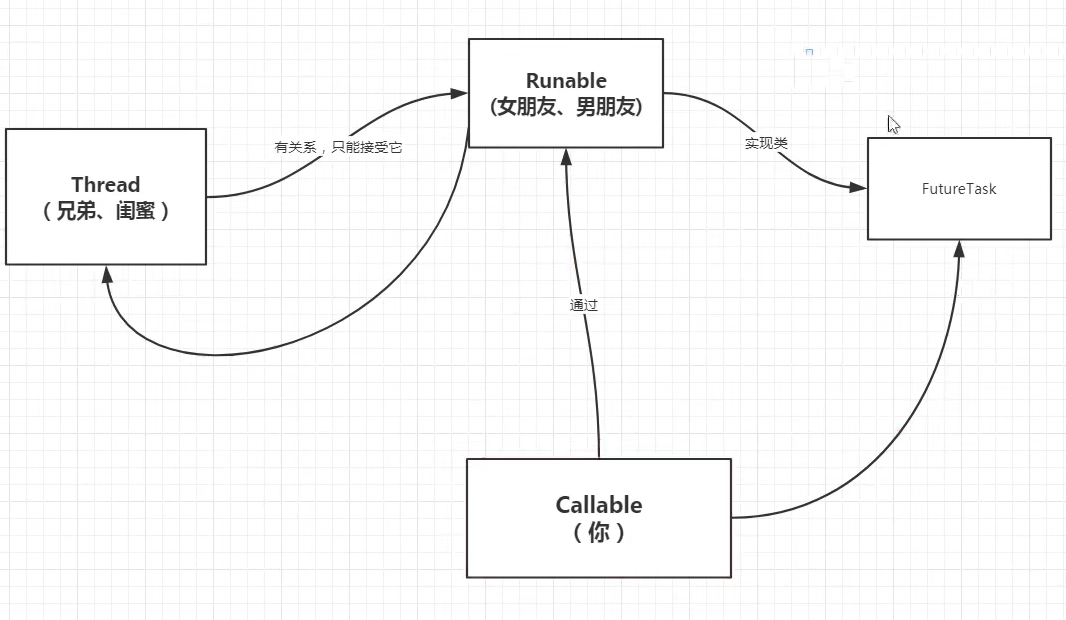 Runable
(女朋友、男朋友)
有关系，只能接受它
实现类
Thread
（兄弟、闺蜜）
FutureTask
通过
Callable
（你）